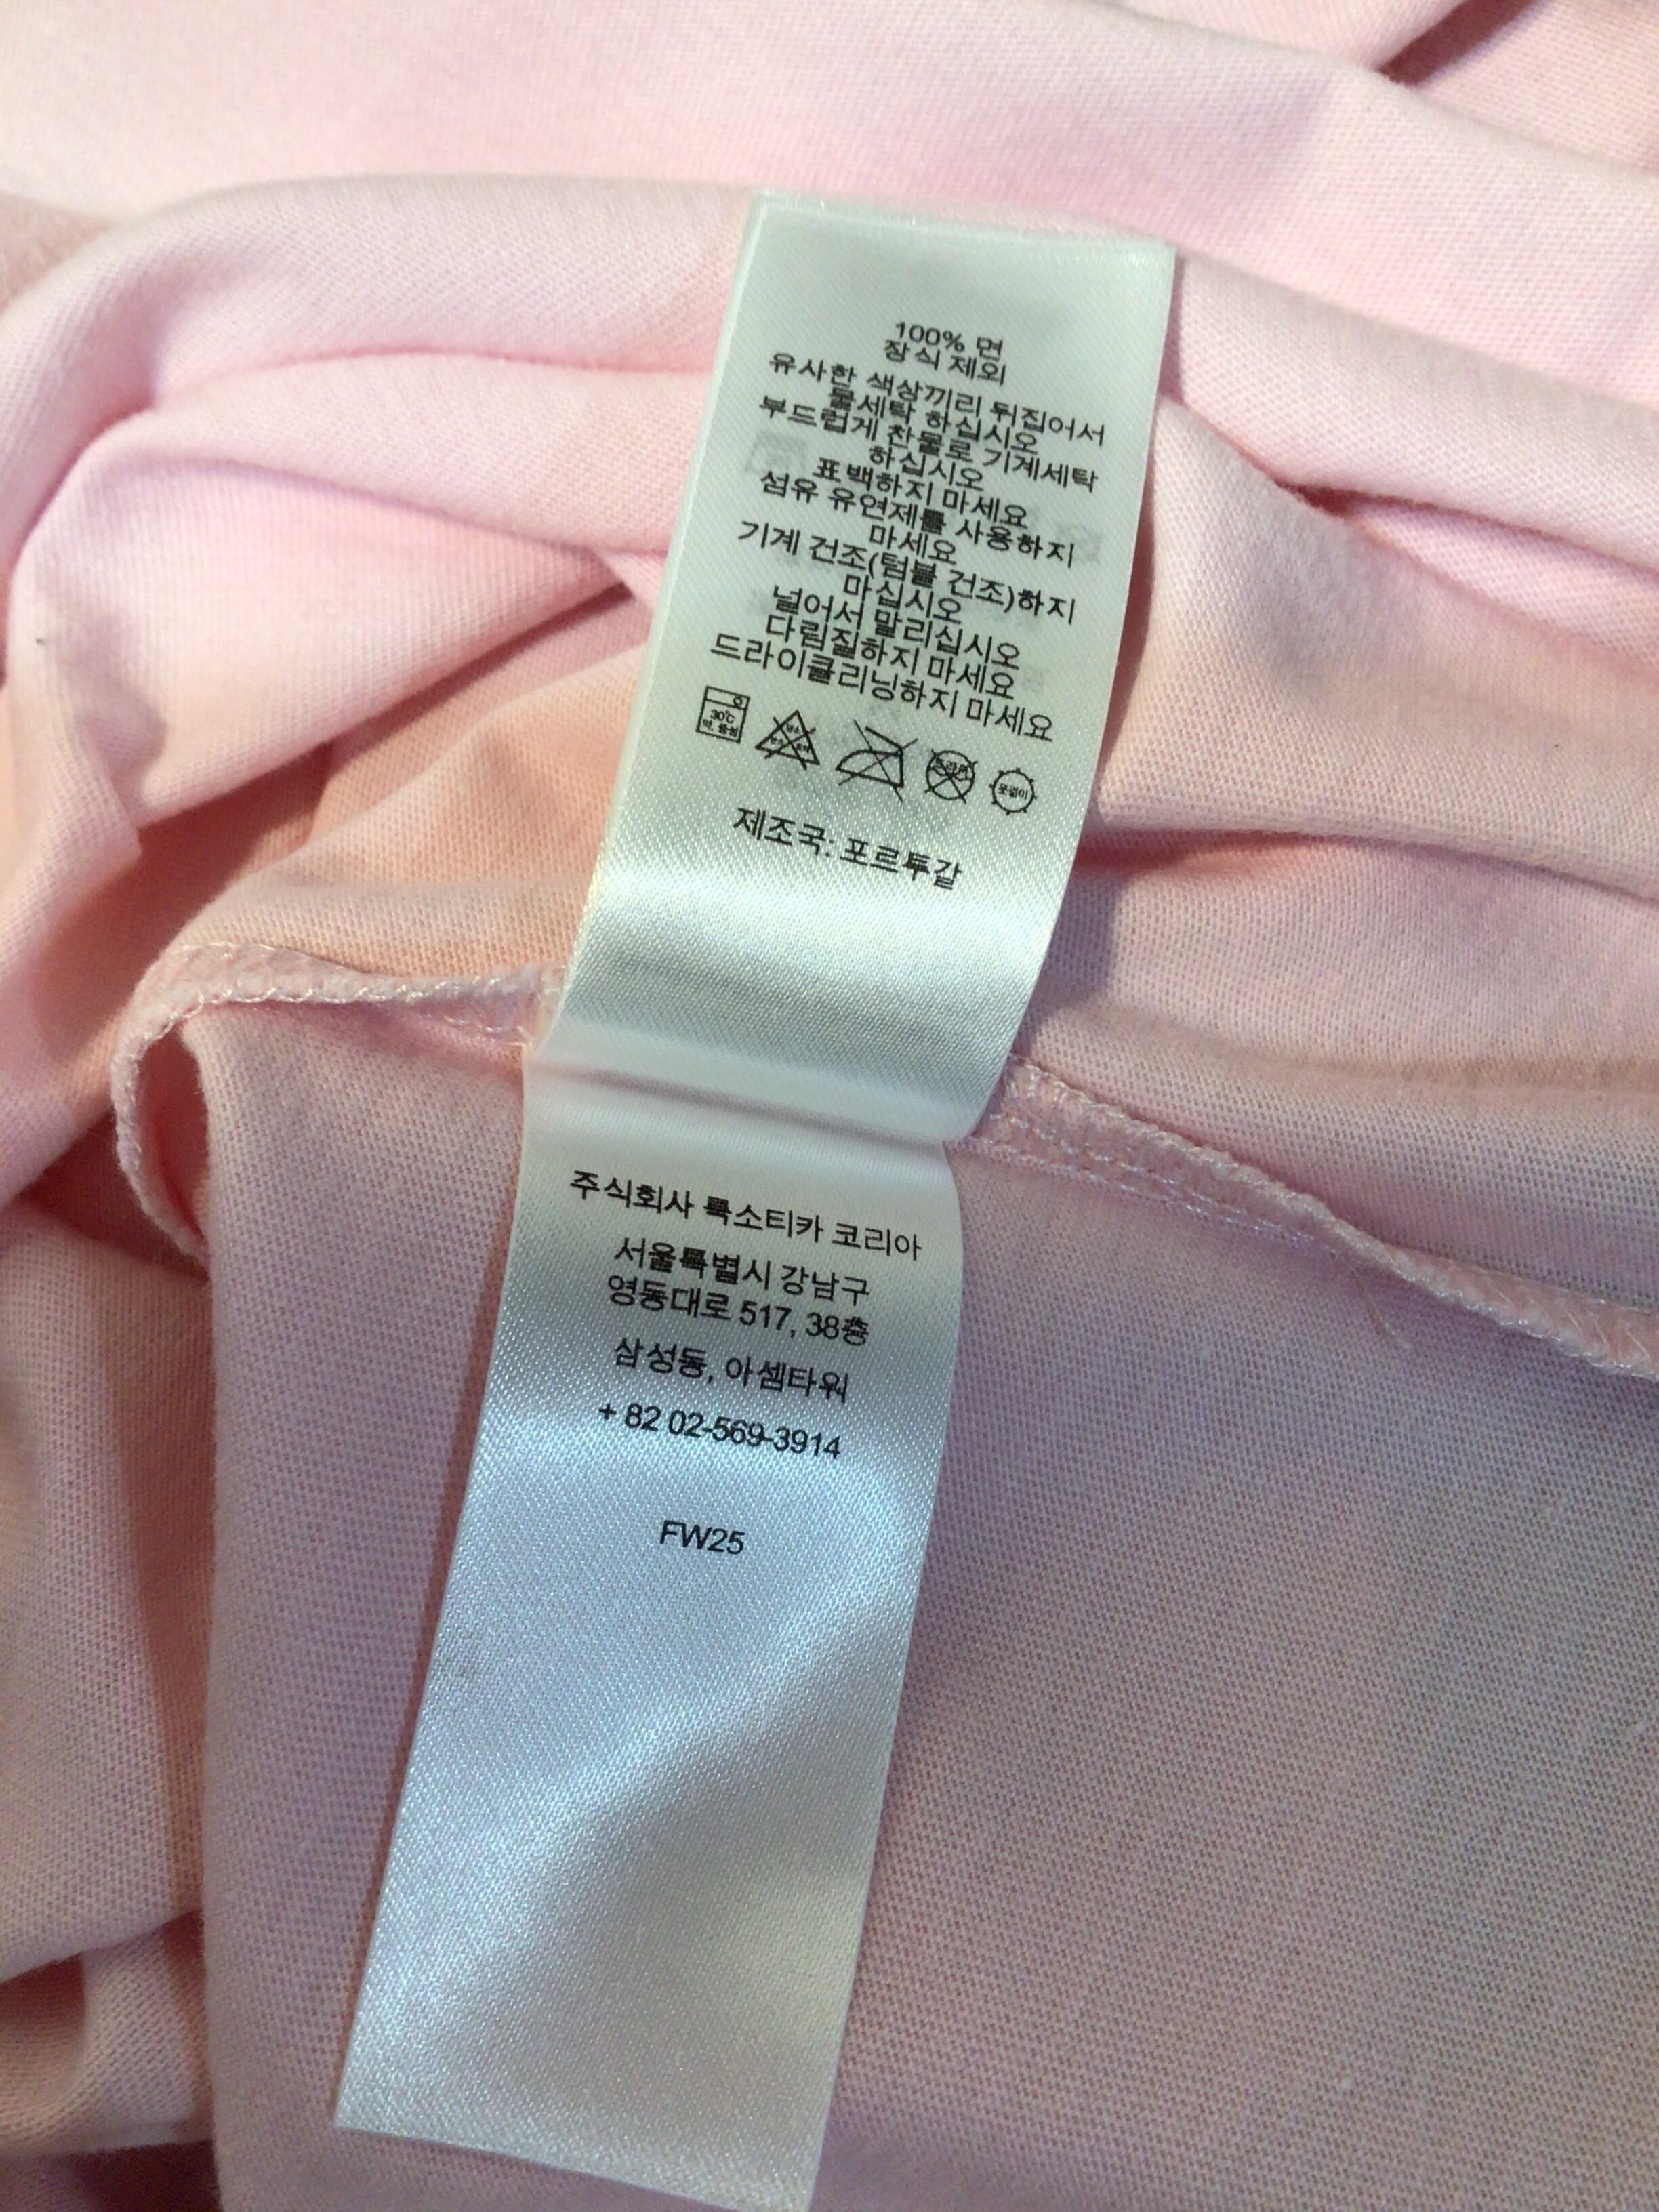 100% 면
장식 제외
유사한 색상끼리 뒤집어서
물세탁 하십시오
부드럽게 찬물로 기계세탁
하십시오
표백하지 마세요
섬유 유연제를 사용하지
마세요
기계 건조(텀블 건조)하지
마십시오
널어서 말리십시오
다림질하지 마세요
드라이클리닝하지 마세요
30℃
드라이
옷걸이
제조국: 포르투갈
주식회사 룩소티카 코리아
서울특별시 강남구
영동대로 517, 38층
삼성동, 아셈타워
+ 82 02-569-3914
FW25